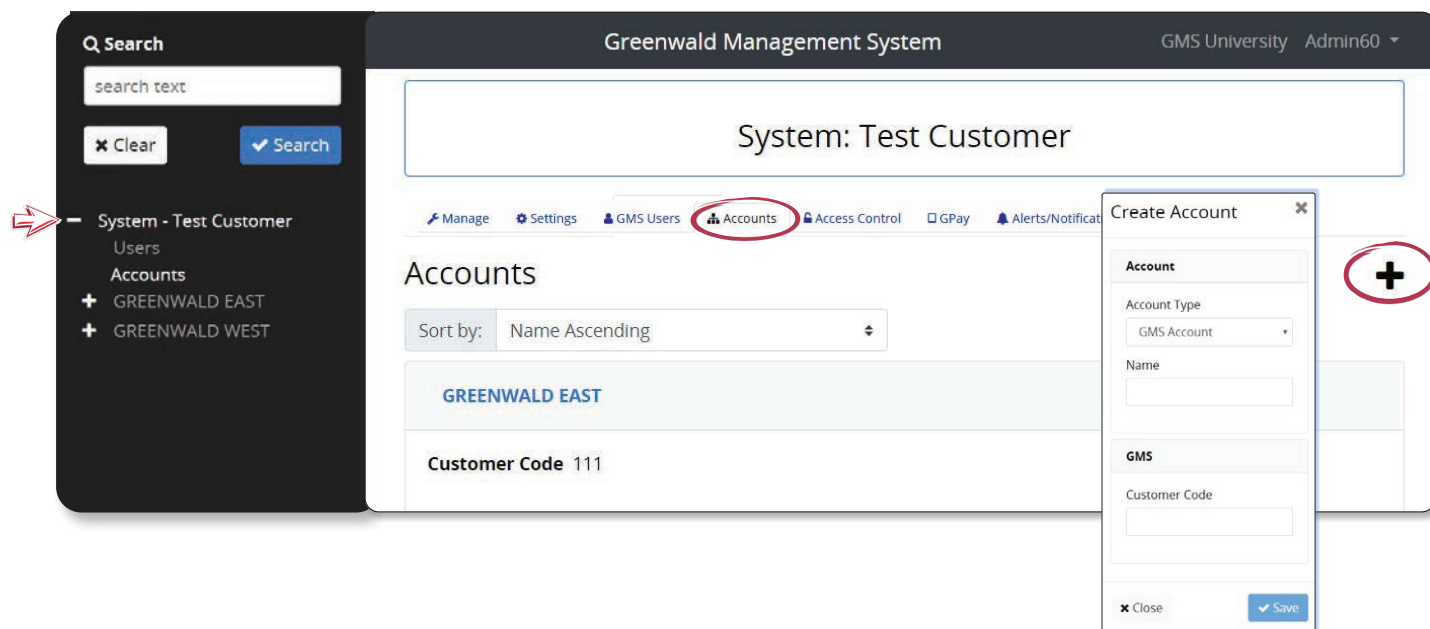 Search
search text
Clear
Search
System - Test Customer
Users
Accounts
GREENWALD EAST
GREENWALD WEST
Greenwald Management System
GMS University Admin60
System: Test Customer
Manage Settings GMS Users Accounts Access Control GPay Alerts/Notificat
Accounts
Sort by: Name Ascending
GREENWALD EAST
Customer Code 111
Create Account
Account
Account Type
GMS Account
Name
GMS
Customer Code
Close Save